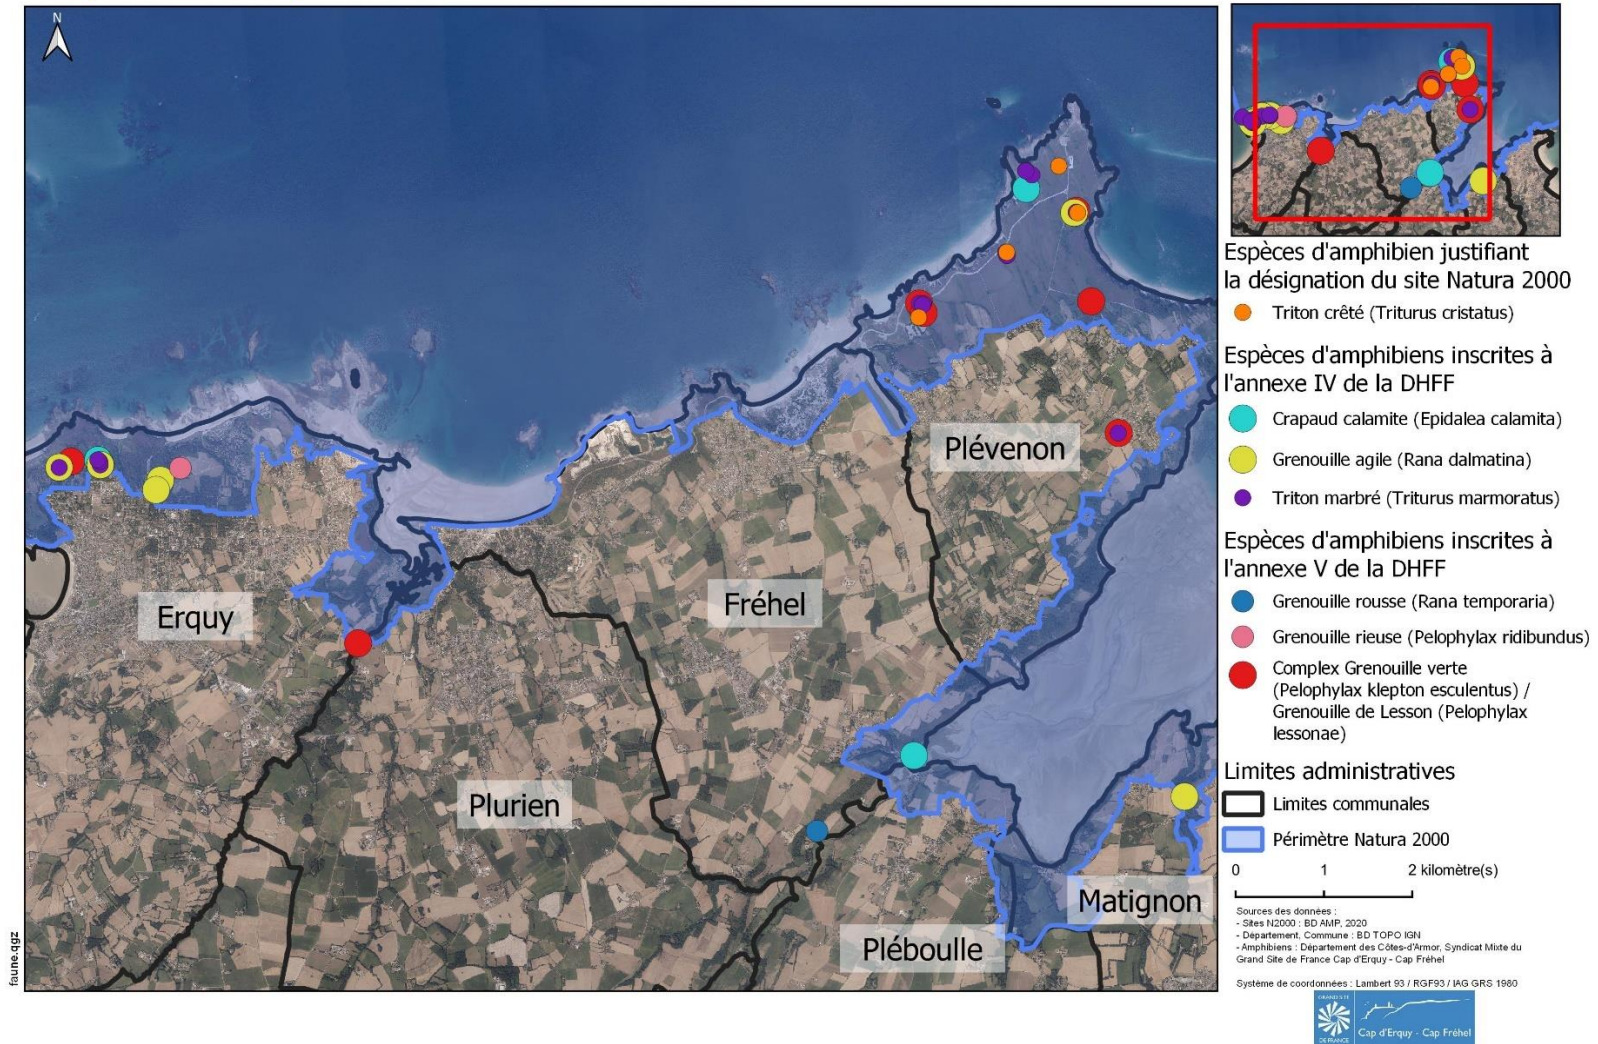 N
Erquy
Plurien
Fréhel
Plévenon
Pléboulle
Matignon
faune.qgz
Espèces d'amphibien justifiant
la désignation du site Natura 2000
Triton crêté (Triturus cristatus)
Espèces d'amphibiens inscrites à
l'annexe IV de la DHFF
Crapaud calamite (Epidalea calamita)
Grenouille agile (Rana dalmatina)
Triton marbré (Triturus marmoratus)
Espèces d'amphibiens inscrites à
l'annexe V de la DHFF
Grenouille rousse (Rana temporaria)
Grenouille rieuse (Pelophylax ridibundus)
Complex Grenouille verte
(Pelophylax klepton esculentus) /
Grenouille de Lesson (Pelophylax
lessonae)
Limites administratives
Limites communales
Périmètre Natura 2000
0 1 2 kilomètre(s)
Sources des données :
- Sites N2000 : BD AMP, 2020
- Département, Commune : BD TOPO IGN
- Amphibiens : Département des Côtes-d'Armor, Syndicat Mixte du
Grand Site de France Cap d'Erquy - Cap Fréhel
Système de coordonnées : Lambert 93 / RGF93 / IAG GRS 1980
GRAND SITE
DE FRANCE
Cap d'Erquy - Cap Fréhel